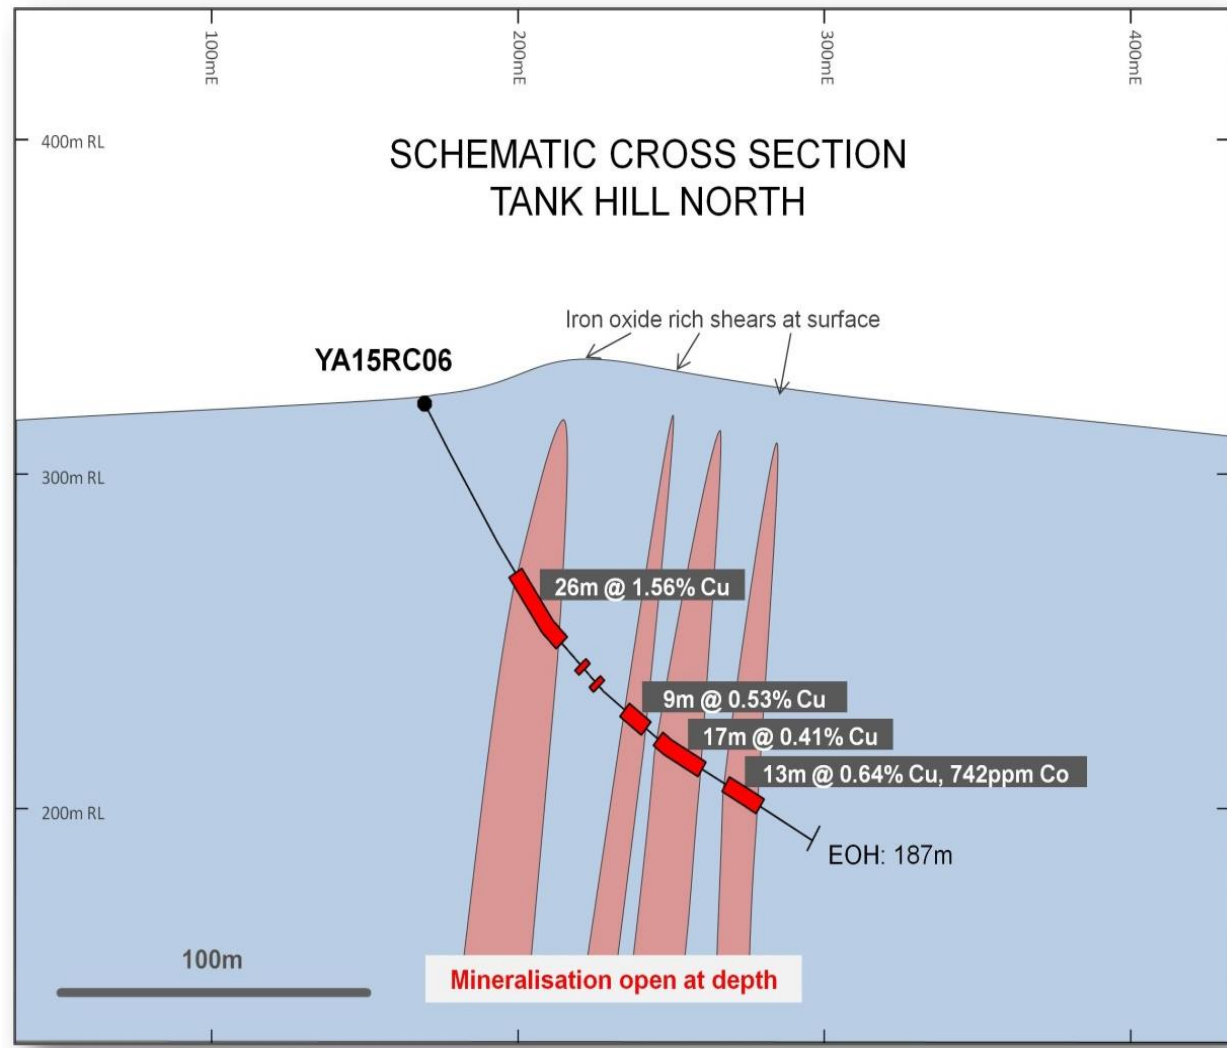 100mE
200mE
300mE
400mE
400m RL
SCHEMATIC CROSS SECTION
TANK HILL NORTH
Iron oxide rich shears at surface
YA15RC06
300m RL
26m @ 1.56% Cu
9m @ 0.53% Cu
17m @ 0.41% Cu
13m @ 0.64% Cu, 742ppm Co
200m RL
EOH: 187m
100m
Mineralisation open at depth